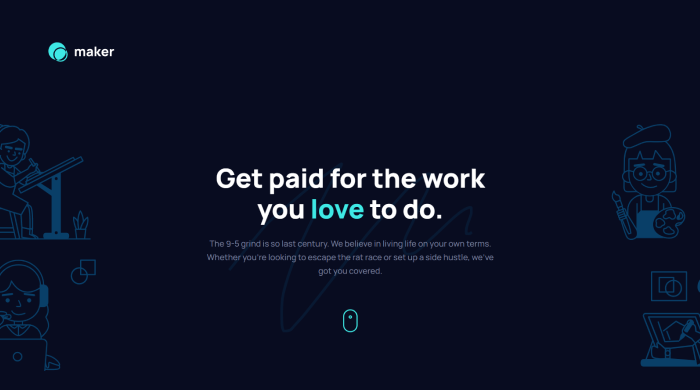 maker
Get paid for the work
you love to do.
The 9-5 grind is so last century. We believe in living life on your own terms.
Whether you're looking to escape the rat race or set up a side hustle, we've
got you covered.